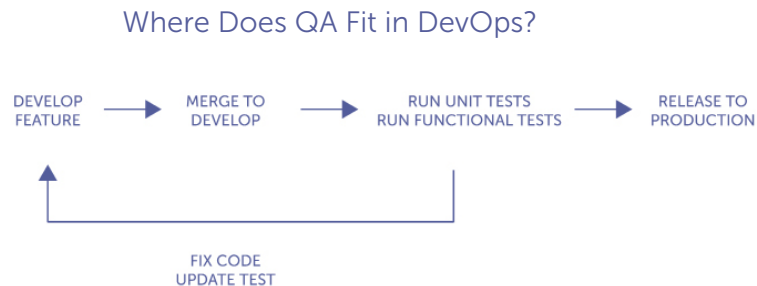 Where Does QA Fit in DevOps?
DEVELOP
FEATURE
MERGE TO
DEVELOP
RUN UNIT TESTS
RUN FUNCTIONAL TESTS
RELEASE TO
PRODUCTION
FIX CODE
UPDATE TEST